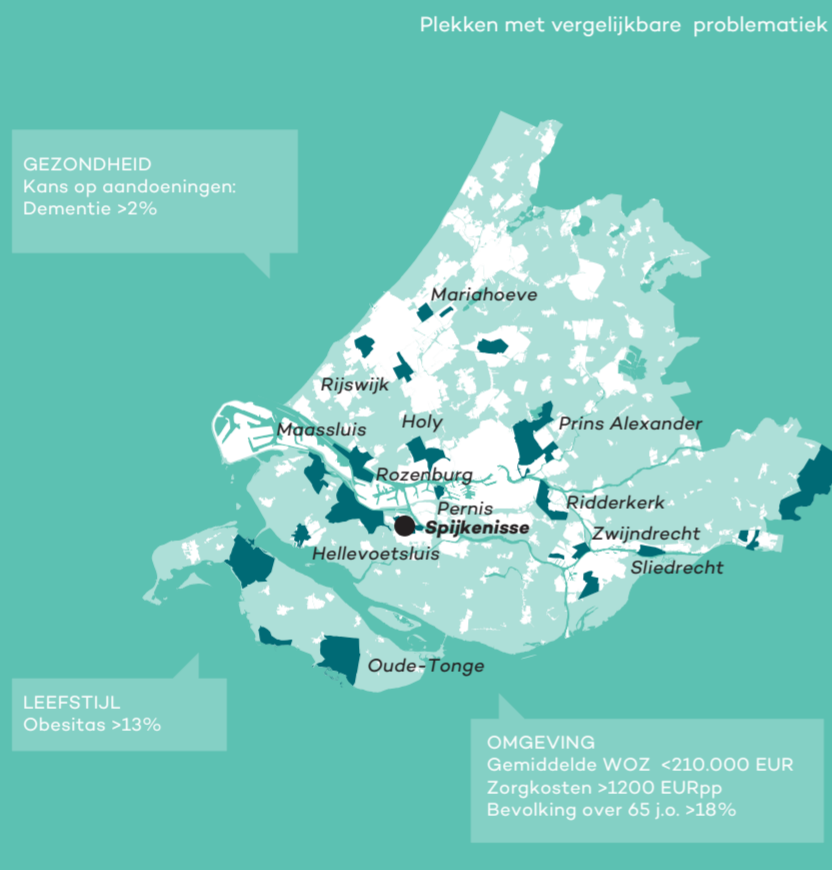 Plekken met vergelijkbare problematiek
GEZONDHEID
Kans op aandoeningen:
Dementie >2%
Mariahoeve
Rijswijk
Maassluis
Holy
Prins Alexander
Rozenburg
Pernis
Ridderkerk
Spijkenisse
Zwijndrecht
Hellevoetsluis
Sliedrecht
Oude-Tonge
LEEFSTIJL
Obesitas >13%
OMGEVING
Gemiddelde WOZ <210.000 EUR
Zorgkosten >1200 EURpp
Bevolking over 65 j.o. >18%